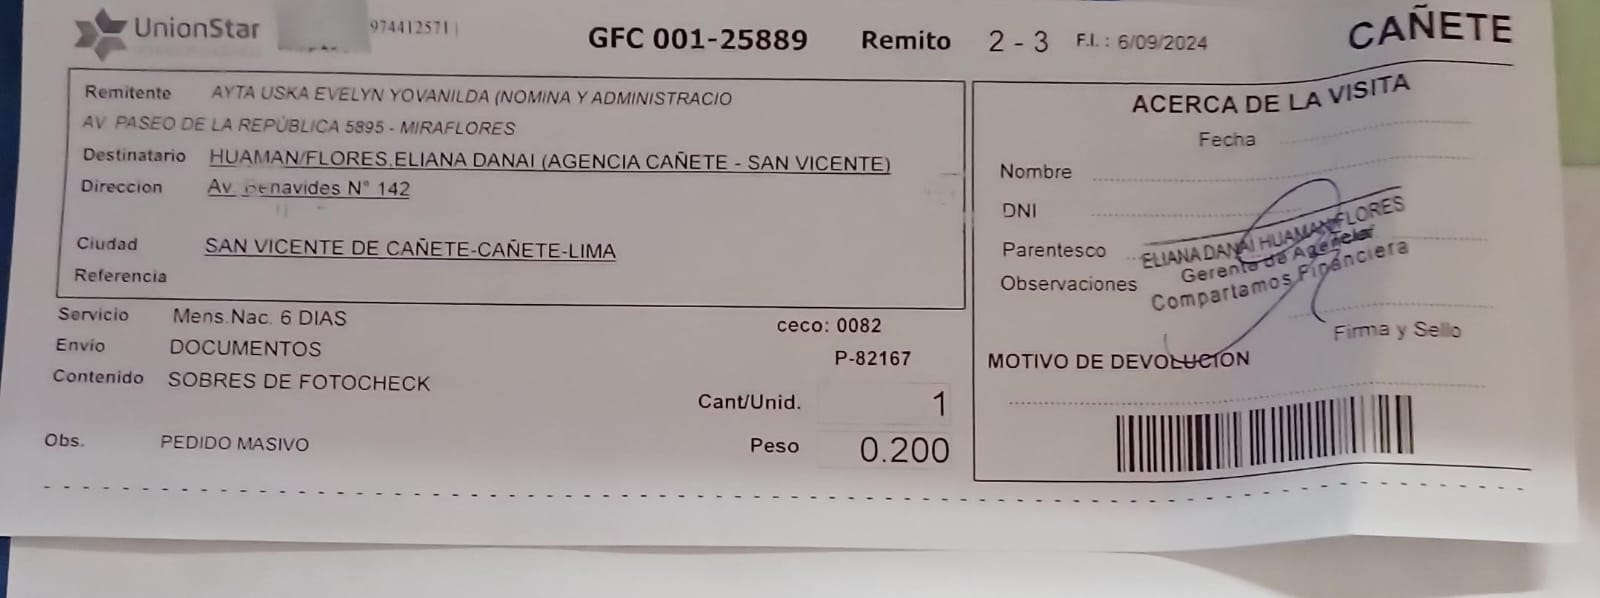 UnionStar 974412571 GFC 001-25889 Remito 2 - 3 F.I. : 6/09/2024 CAÑETE
Remitente AYTA USKA EVELYN YOVANILDA (NOMINA Y ADMINISTRACIO
AV PASEO DE LA REPÚBLICA 5895 - MIRAFLORES
Destinatario HUAMAN/FLORES,ELIANA DANAI (AGENCIA CAÑETE - SAN VICENTE)
Direccion Av. Benavides N° 142
Ciudad SAN VICENTE DE CAÑETE-CAÑETE-LIMA
Referencia
Servicio Mens.Nac. 6 DIAS ceco: 0082
Envío DOCUMENTOS P-82167
Contenido SOBRES DE FOTOCHECK
Cant/Unid. 1
Obs. PEDIDO MASIVO Peso 0.200
ACERCA DE LA VISITA
Fecha
Nombre
DNI
Parentesco
Observaciones
ELIANA DANAI HUAMAN FLORES
Gerente de Agencia
Compartamos Financiera
Firma y Sello
MOTIVO DE DEVOLUCION